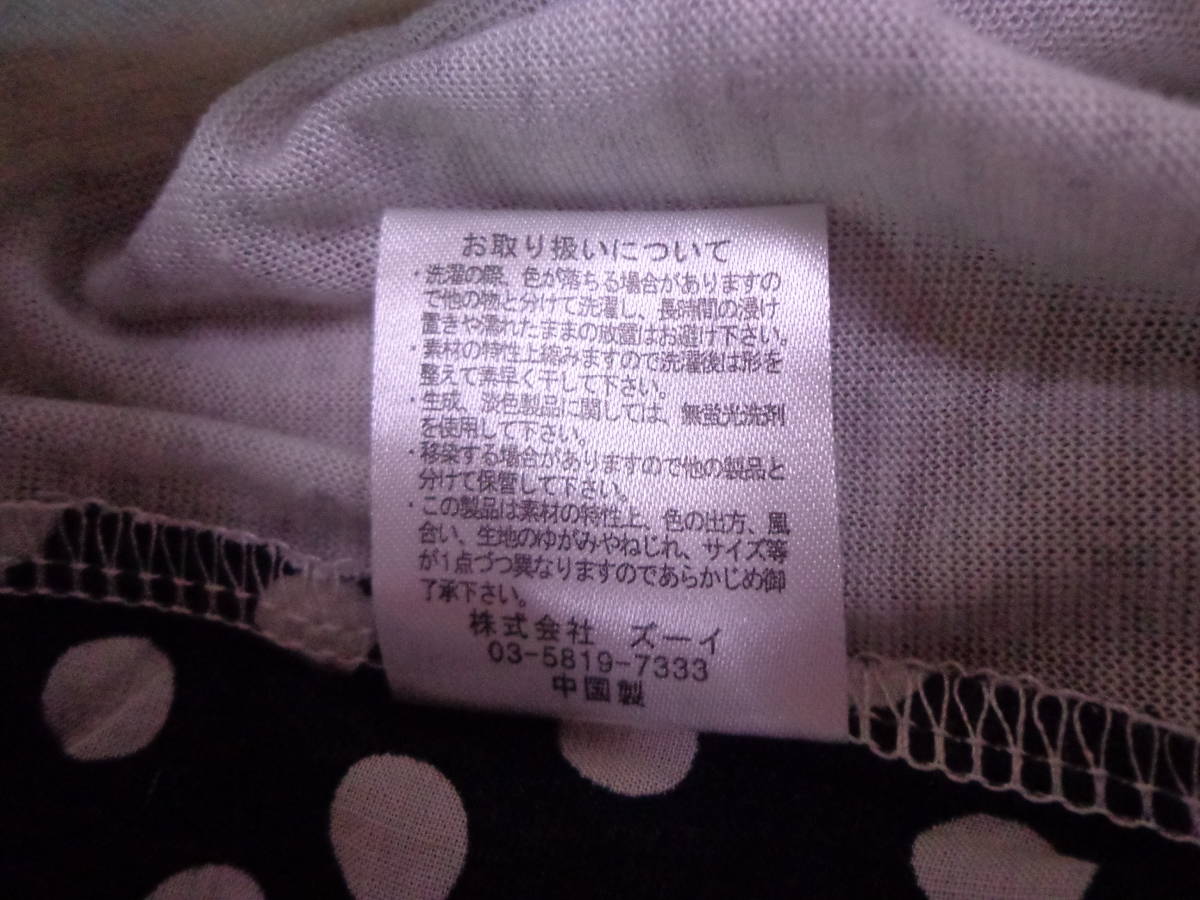 お取り扱いについて
・洗濯の際、色が落ちる場合がありますの
で他の物と分けて洗濯し、長時間の浸け
置きや濡れたままの放置はお避け下さい。
・素材の特性上縮みますので洗濯後は形を
整えて素早く干して下さい。
・生成、淡色製品に関しては、無蛍光洗剤
を使用して下さい。
・移染する場合がありますので他の製品と
分けて保管して下さい。
・この製品は素材の特性上、色の出方、風
合い、生地のゆがみやねじれ、サイズ等
が1点づつ異なりますのであらかじめ御
了承下さい。
株式会社 ズーイ
03-5819-7333
中国製